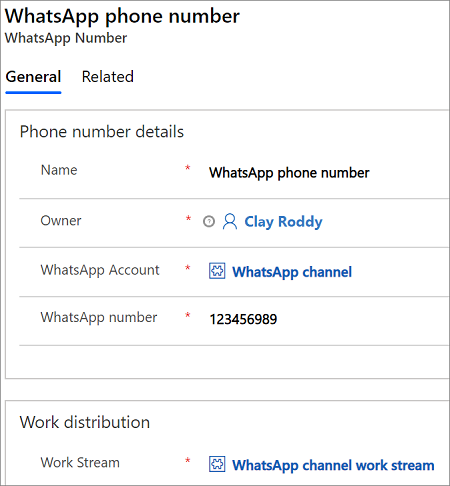 WhatsApp phone number
WhatsApp Number
General Related
Phone number details
Name * WhatsApp phone number
Owner * Clay Roddy
WhatsApp Account * WhatsApp channel
WhatsApp number * 123456989
Work distribution
Work Stream * WhatsApp channel work stream